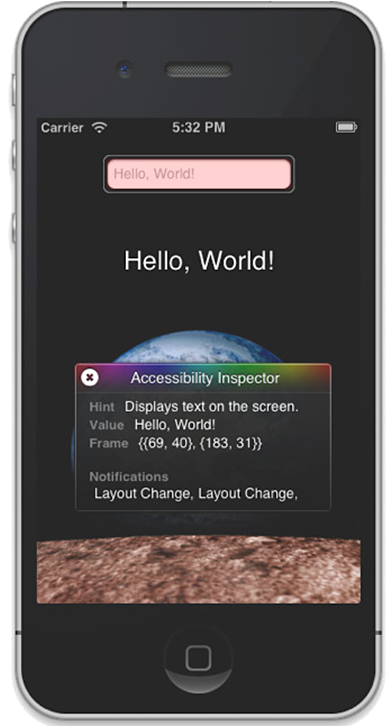 Carrier 5:32 PM
Hello, World!
Hello, World!
Accessibility Inspector
Hint Displays text on the screen.
Value Hello, World!
Frame {{69, 40}, {183, 31}}
Notifications
Layout Change, Layout Change,